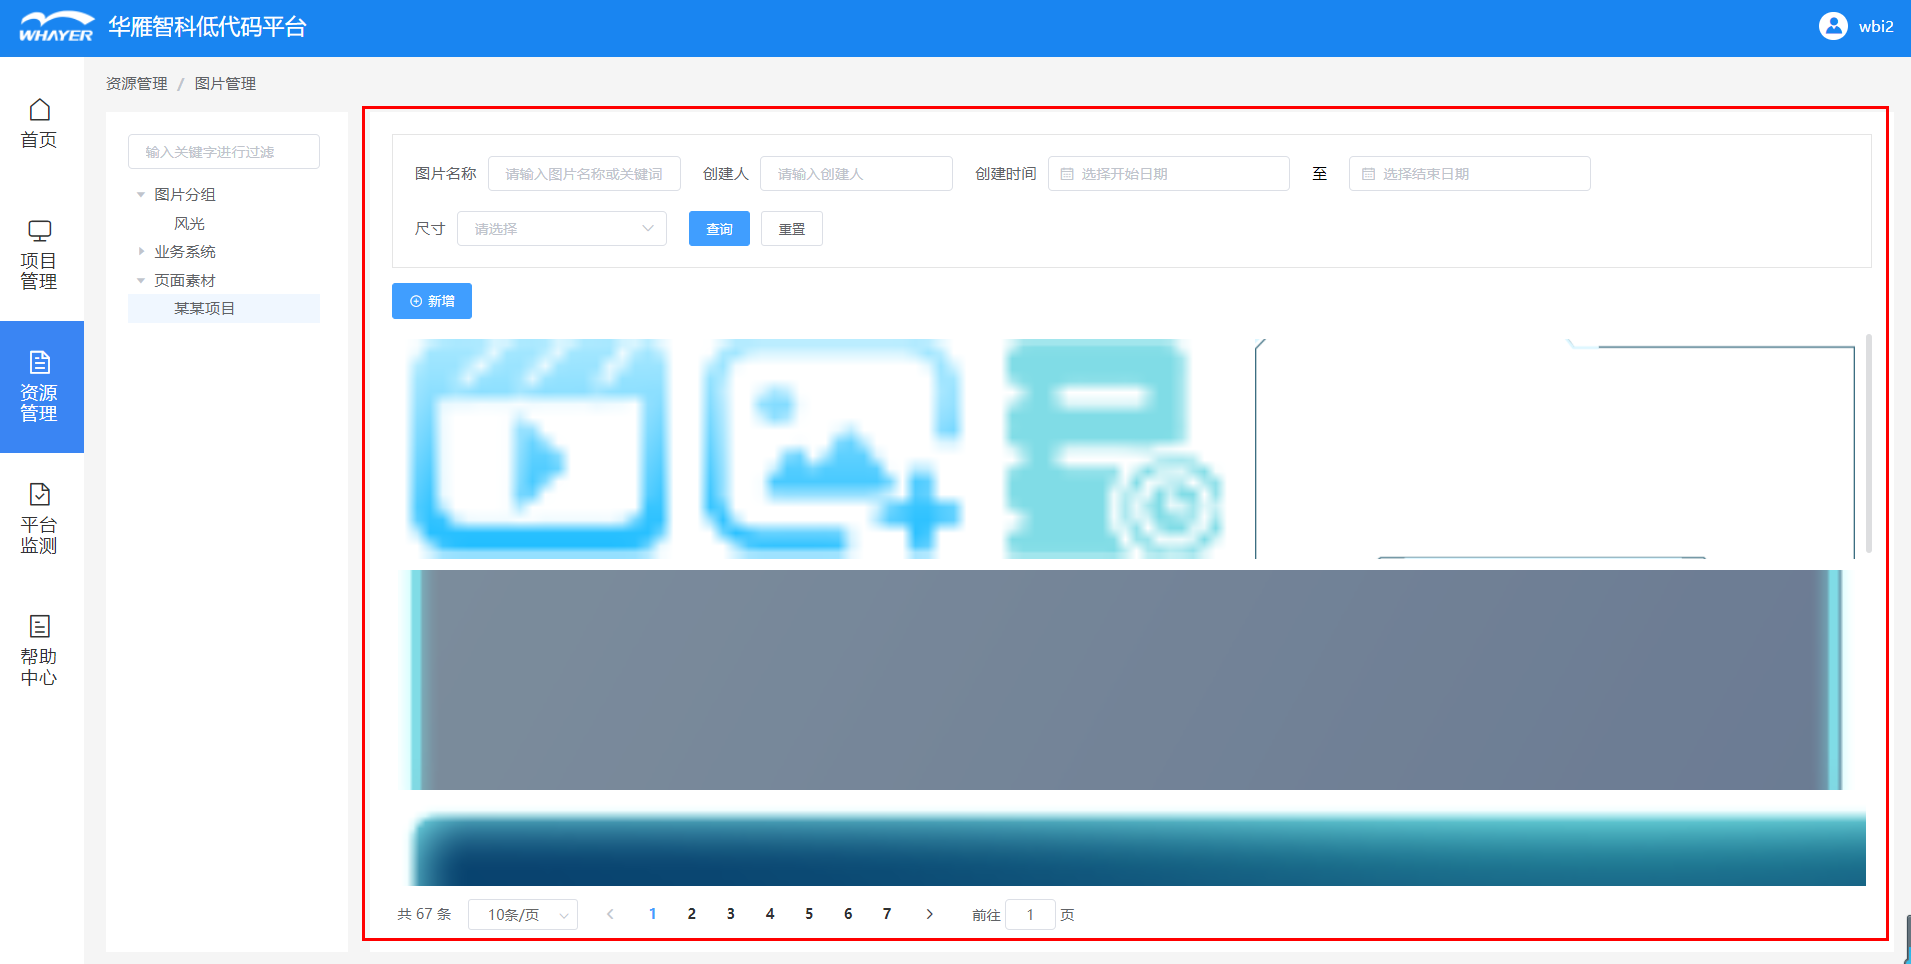 WHAYER 华雁智科低代码平台 wbi2
资源管理 / 图片管理
首页
项目
管理
资源
管理
平台
监测
帮助
中心
输入关键字进行过滤
图片分组
风光
业务系统
页面素材
某某项目
图片名称 请输入图片名称或关键词 创建人 请输入创建人 创建时间 选择开始日期 至 选择结束日期
尺寸 请选择 查询 重置
新增
共 67 条 10条/页 1 2 3 4 5 6 7 前往 1 页